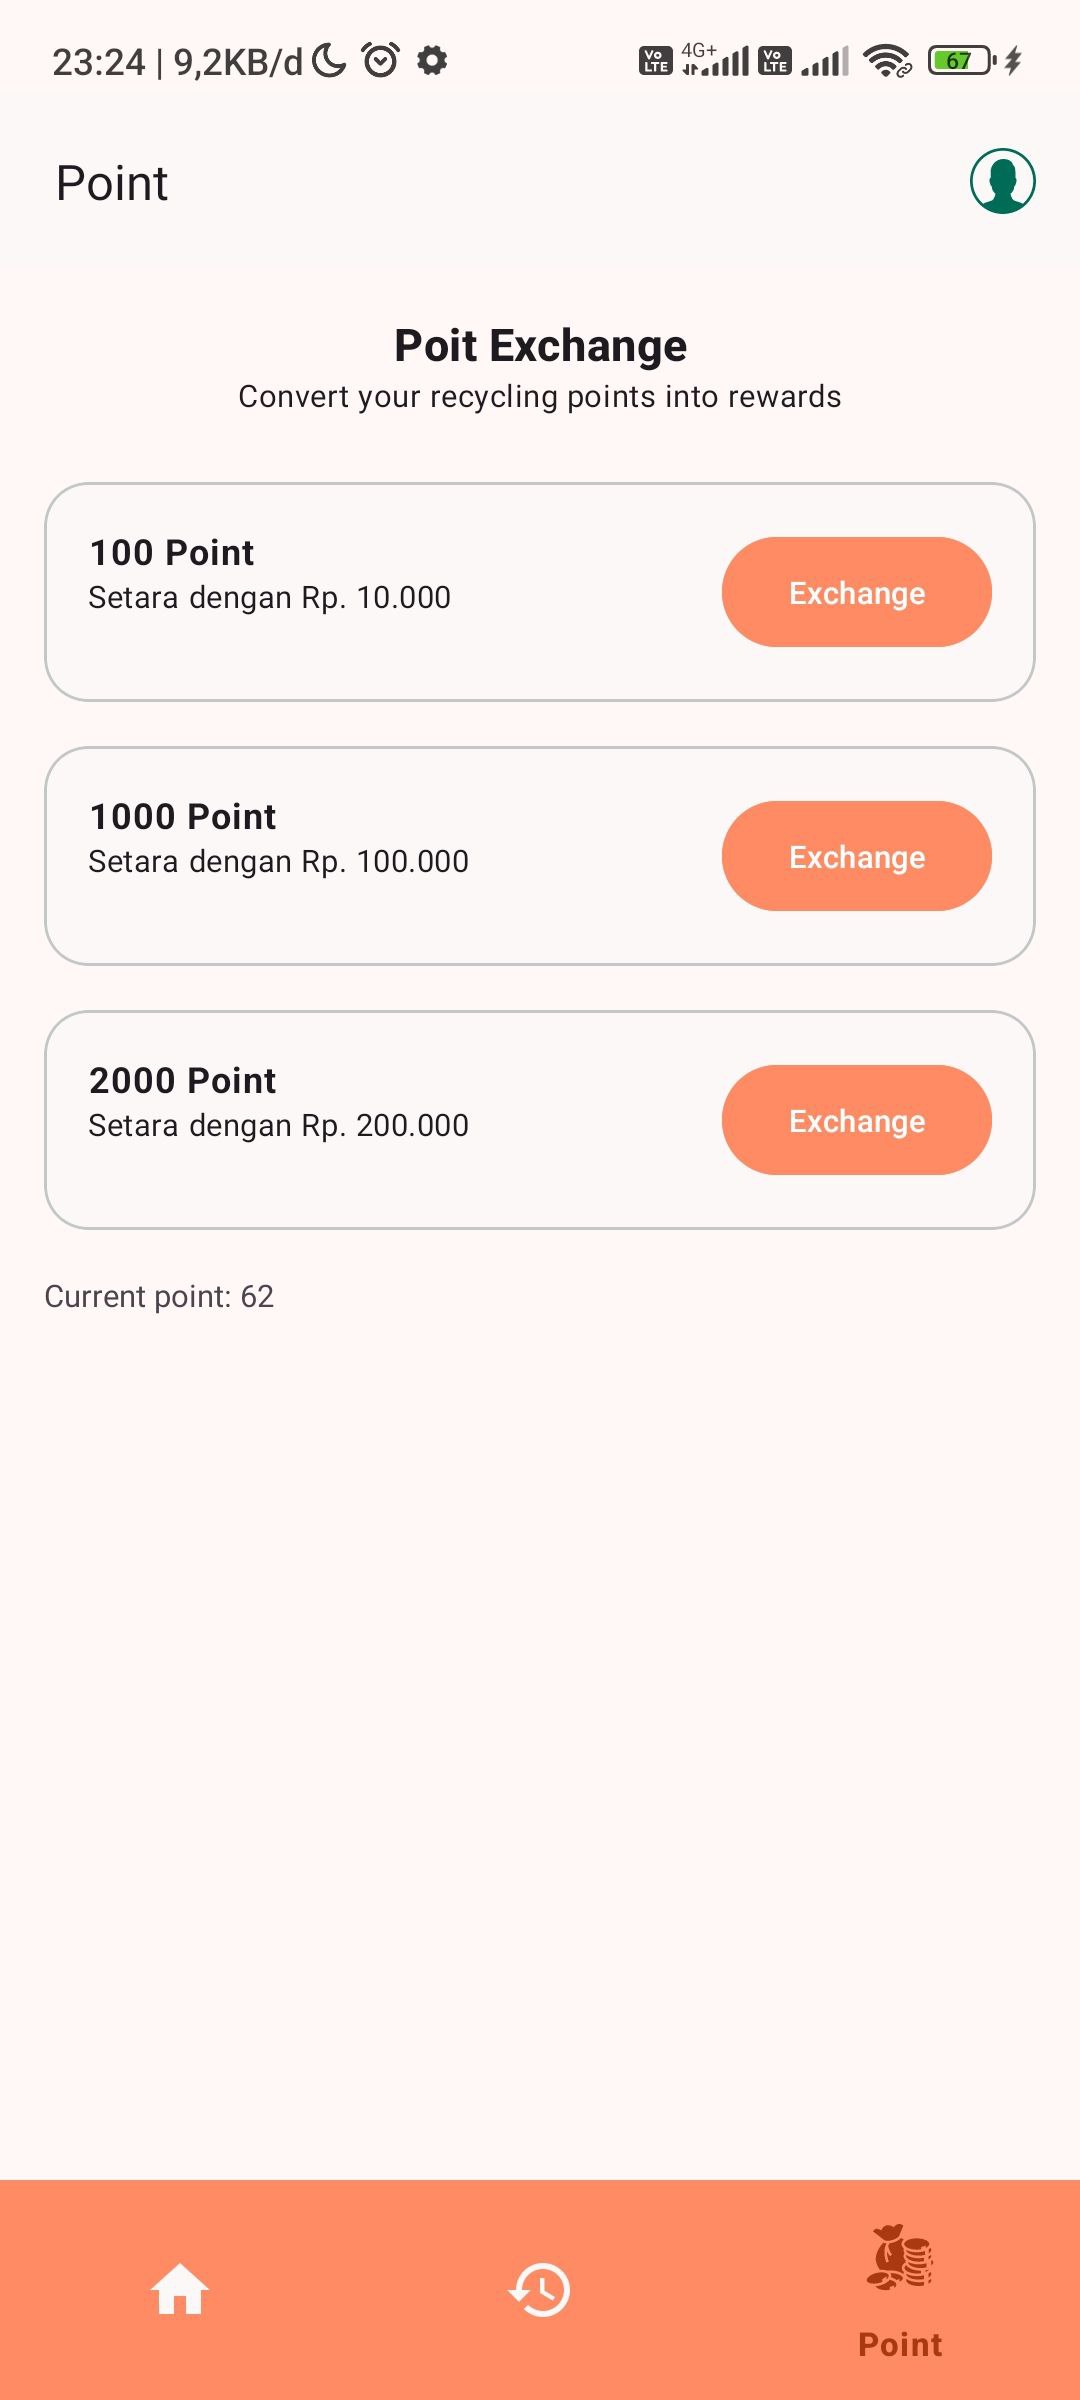 23:24 | 9,2KB/d
Vo LTE 4G+ Vo LTE 67
Point
Poit Exchange
Convert your recycling points into rewards
100 Point
Setara dengan Rp. 10.000
Exchange
1000 Point
Setara dengan Rp. 100.000
Exchange
2000 Point
Setara dengan Rp. 200.000
Exchange
Current point: 62
Point